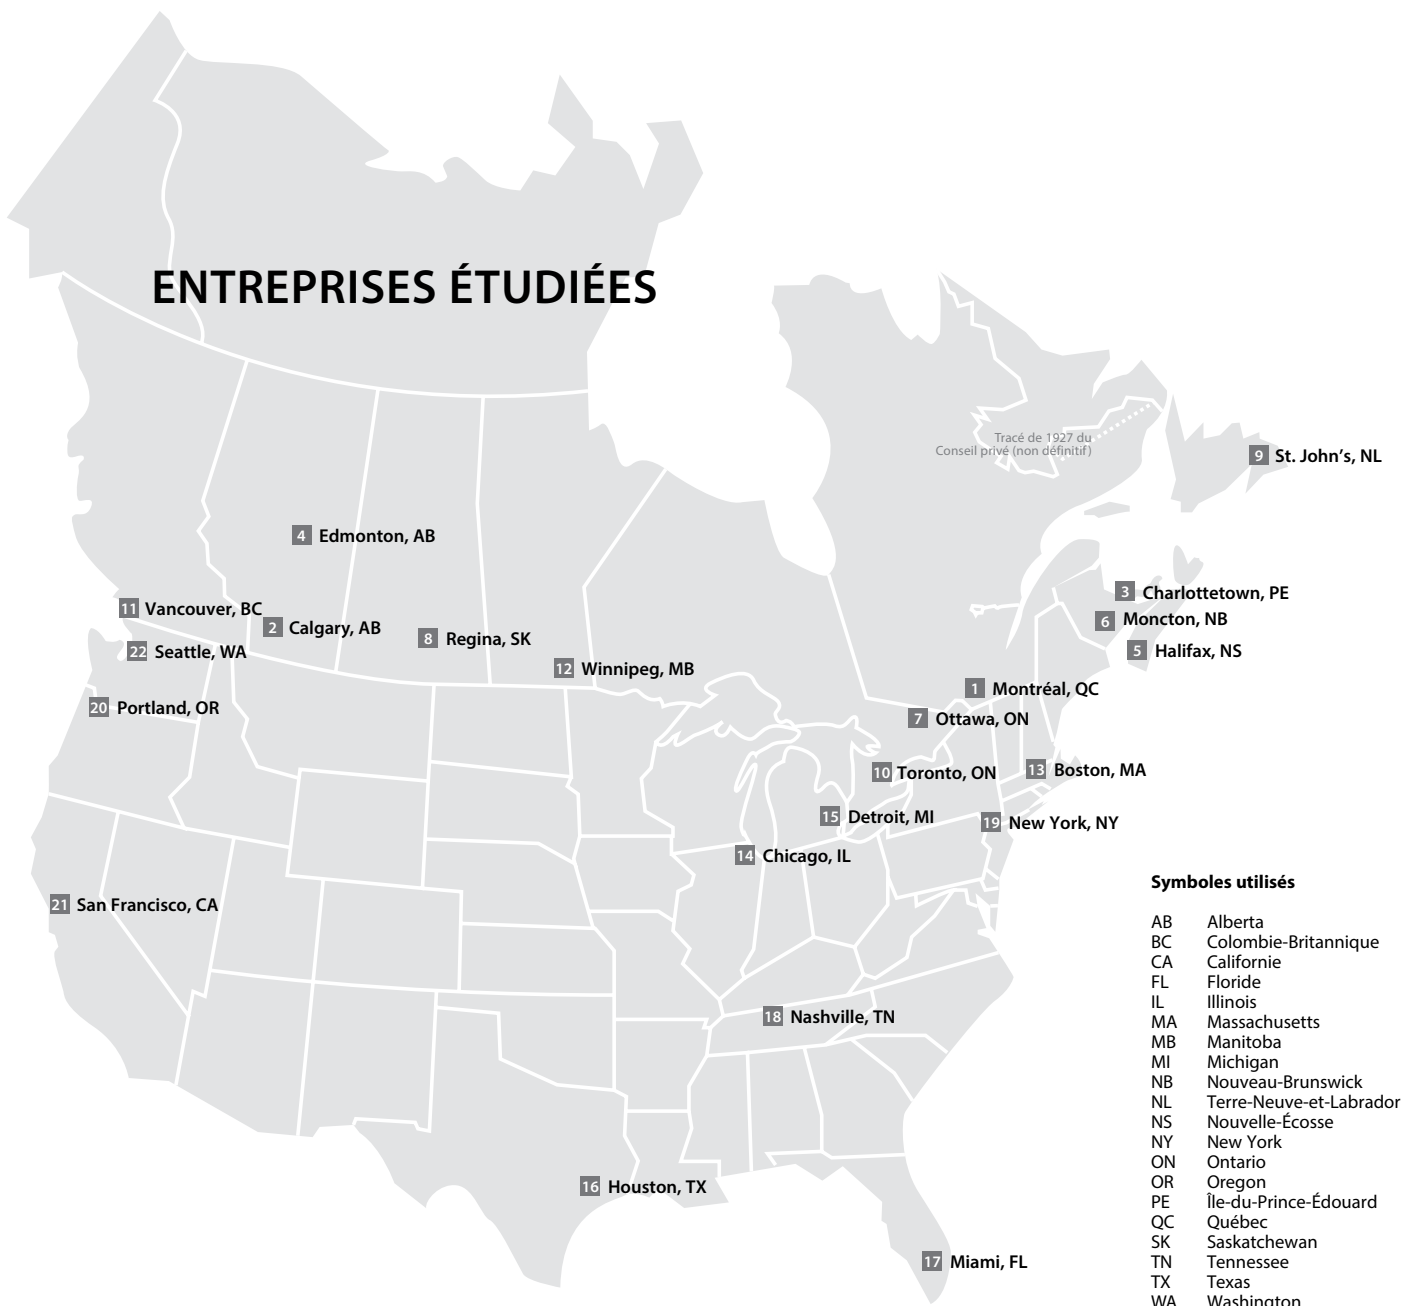 ENTREPRISES ÉTUDIÉES
Tracé de 1927 du
Conseil privé (non définitif)
9 St. John's, NL
4 Edmonton, AB
3 Charlottetown, PE
11 Vancouver, BC
6 Moncton, NB
2 Calgary, AB
8 Regina, SK
5 Halifax, NS
22 Seattle, WA
12 Winnipeg, MB
1 Montréal, QC
20 Portland, OR
7 Ottawa, ON
10 Toronto, ON
13 Boston, MA
15 Detroit, MI
19 New York, NY
14 Chicago, IL
21 San Francisco, CA
18 Nashville, TN
16 Houston, TX
17 Miami, FL
Symboles utilisés
AB Alberta
BC Colombie-Britannique
CA Californie
FL Floride
IL Illinois
MA Massachusetts
MB Manitoba
MI Michigan
NB Nouveau-Brunswick
NL Terre-Neuve-et-Labrador
NS Nouvelle-Écosse
NY New York
ON Ontario
OR Oregon
PE Île-du-Prince-Édouard
QC Québec
SK Saskatchewan
TN Tennessee
TX Texas
WA Washington